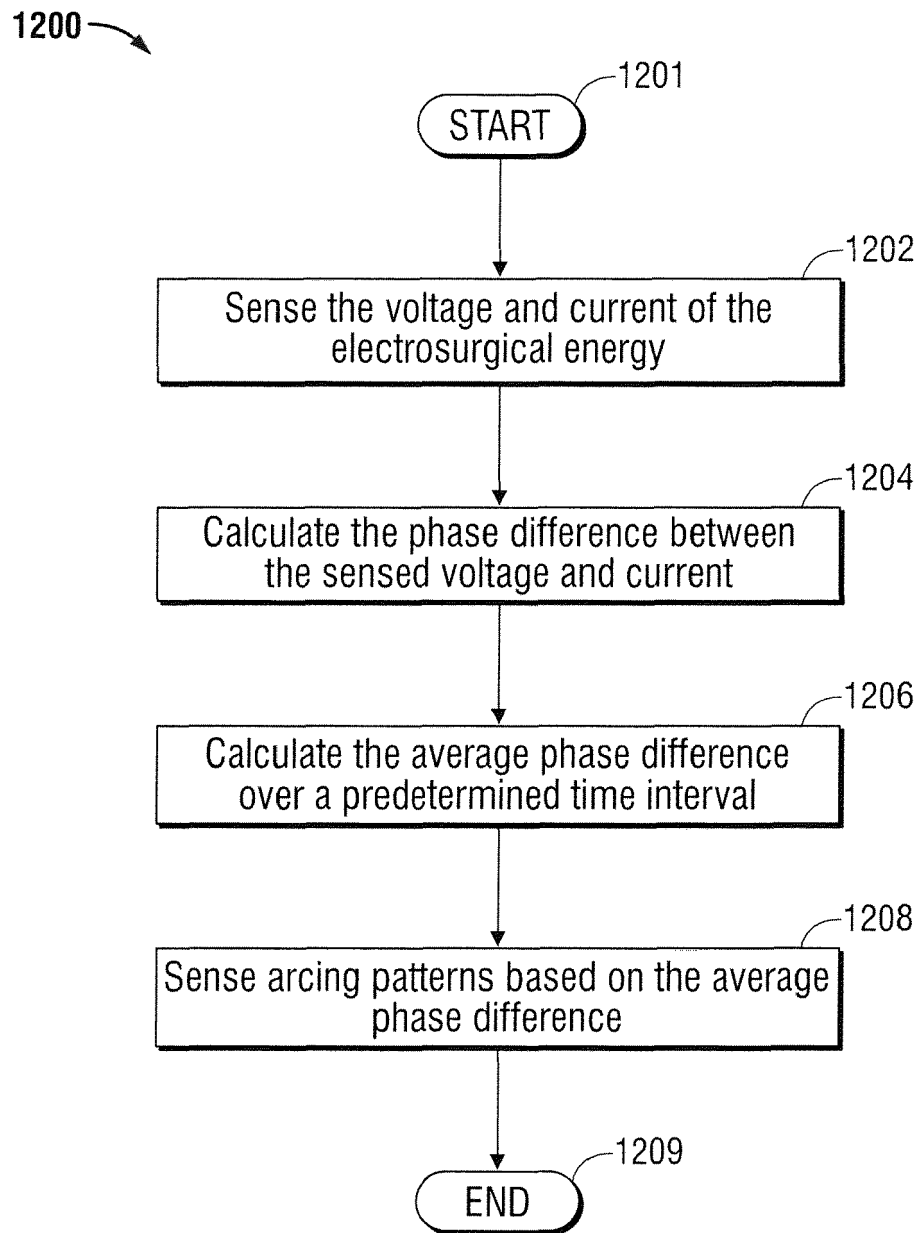 1200
1201
START
1202
Sense the voltage and current of the
electrosurgical energy
1204
Calculate the phase difference between
the sensed voltage and current
1206
Calculate the average phase difference
over a predetermined time interval
1208
Sense arcing patterns based on the average
phase difference
1209
END